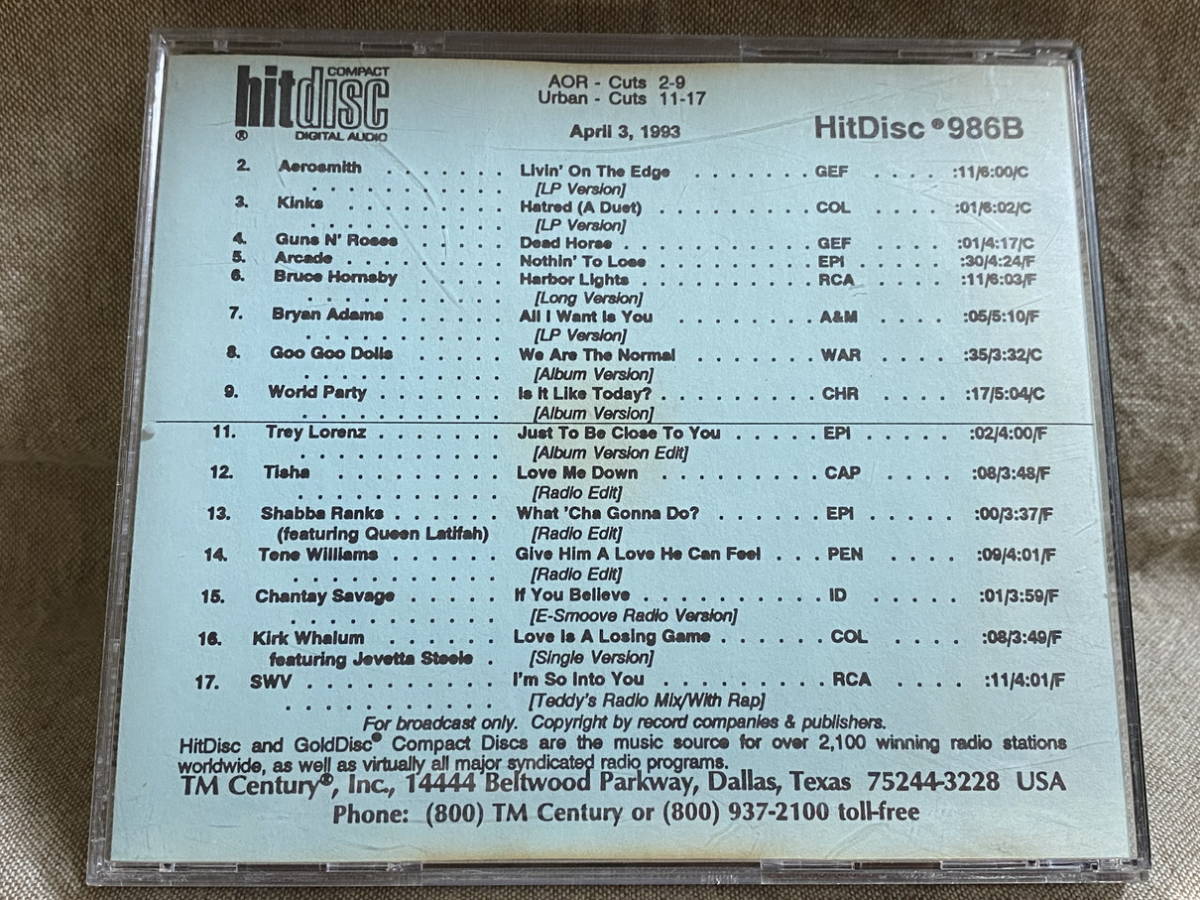 COMPACT
hitdisc
® DIGITAL AUDIO
AOR - Cuts 2-9
Urban - Cuts 11-17
April 3, 1993
HitDisc ® 986B
2. Aerosmith . . . . . . . Livin' On The Edge . . . . . . . GEF . . . . :11/6:00/C
. . . . . . . . . . . [LP Version]
3. Kinks . . . . . . . . . Hatred (A Duet) . . . . . . . . . COL . . . . :01/6:02/C
. . . . . . . . . . . [LP Version]
4. Guns N' Roses . . . . . Dead Horse . . . . . . . . . . . GEF . . . . :01/4:17/C
5. Arcade . . . . . . . . . Nothin' To Lose . . . . . . . . . EPI . . . . . :30/4:24/F
6. Bruce Hornsby . . . . . Harbor Lights . . . . . . . . . . RCA . . . . :11/6:03/F
. . . . . . . . . . . [Long Version]
7. Bryan Adams . . . . . . All I Want Is You . . . . . . . . A&M . . . . :05/5:10/F
. . . . . . . . . . . [LP Version]
8. Goo Goo Dolls . . . . . We Are The Normal . . . . . . . WAR . . . . :35/3:32/C
. . . . . . . . . . . [Album Version]
9. World Party . . . . . . . Is It Like Today? . . . . . . . . . CHR . . . . :17/5:04/C
. . . . . . . . . . . [Album Version]
11. Trey Lorenz . . . . . . . Just To Be Close To You . . . . . EPI . . . . . :02/4:00/F
. . . . . . . . . . . [Album Version Edit]
12. Tisha . . . . . . . . . . Love Me Down . . . . . . . . . CAP . . . . :08/3:48/F
. . . . . . . . . . . [Radio Edit]
13. Shabba Ranks . . . . . . What 'Cha Gonna Do? . . . . . . EPI . . . . . :00/3:37/F
(featuring Queen Latifah) [Radio Edit]
14. Tene Williams . . . . . . Give Him A Love He Can Feel . . . PEN . . . . :09/4:01/F
. . . . . . . . . . . [Radio Edit]
15. Chantay Savage . . . . . If You Believe . . . . . . . . . . ID . . . . . :01/3:59/F
. . . . . . . . . . . [E-Smoove Radio Version]
16. Kirk Whalum . . . . . . Love Is A Losing Game . . . . . . COL . . . . :08/3:49/F
featuring Jevetta Steele . [Single Version]
17. SWV . . . . . . . . . . I'm So Into You . . . . . . . . . RCA . . . . :11/4:01/F
. . . . . . . . . . . [Teddy's Radio Mix/With Rap]
For broadcast only. Copyright by record companies & publishers.
HitDisc and GoldDisc® Compact Discs are the music source for over 2,100 winning radio stations
worldwide, as well as virtually all major syndicated radio programs.
TM Century®, Inc., 14444 Beltwood Parkway, Dallas, Texas 75244-3228 USA
Phone: (800) TM Century or (800) 937-2100 toll-free